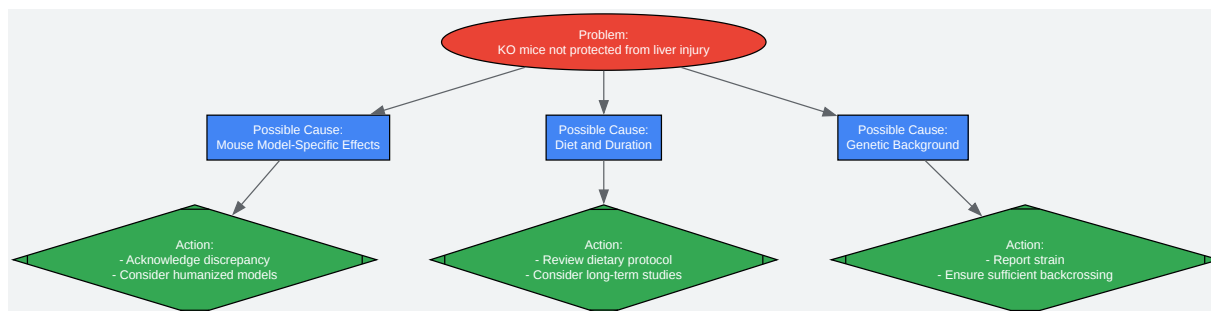 Problem:
KO mice not protected from liver injury
Possible Cause:
Mouse Model-Specific Effects
Possible Cause:
Diet and Duration
Possible Cause:
Genetic Background
Action:
- Acknowledge discrepancy
- Consider humanized models
Action:
- Review dietary protocol
- Consider long-term studies
Action:
- Report strain
- Ensure sufficient backcrossing